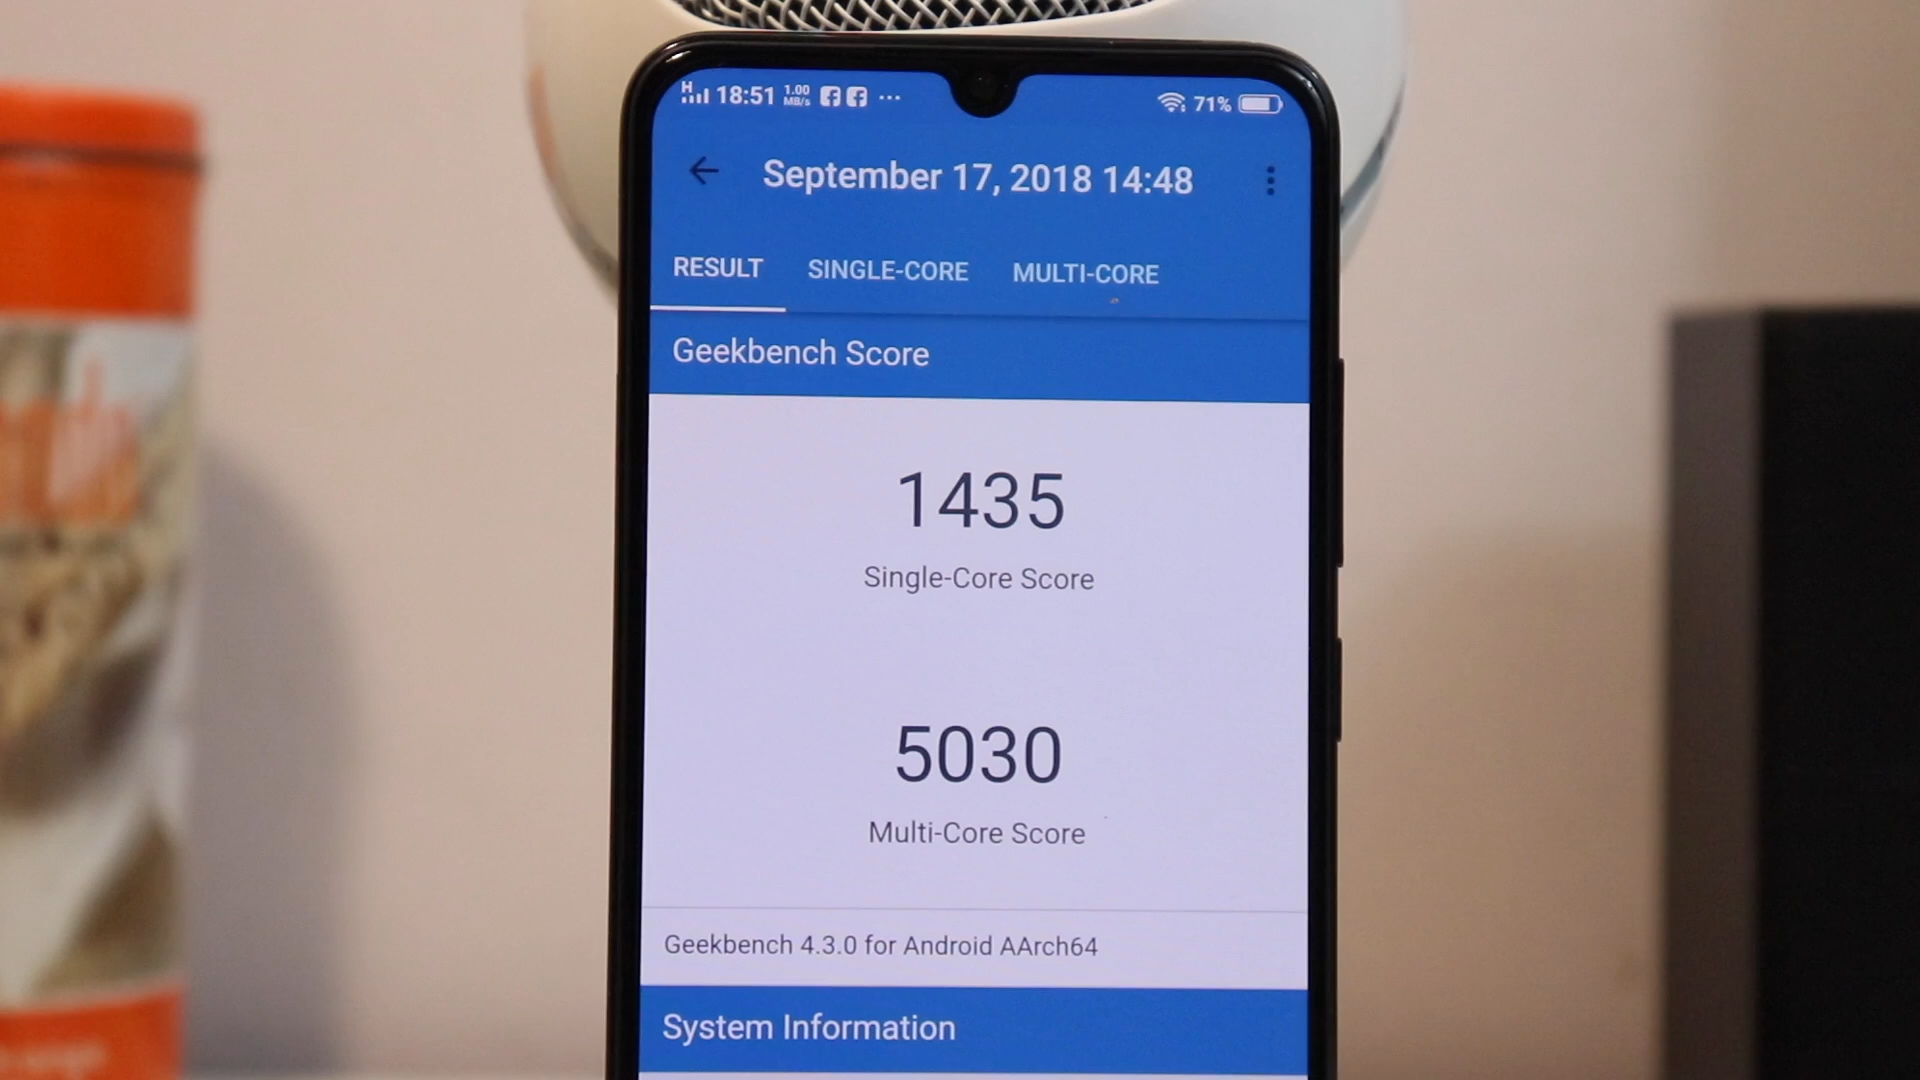 H 18:51 1.00 MB/s ... 71%
September 17, 2018 14:48
RESULT SINGLE-CORE MULTI-CORE
Geekbench Score
1435
Single-Core Score
5030
Multi-Core Score
Geekbench 4.3.0 for Android AArch64
System Information